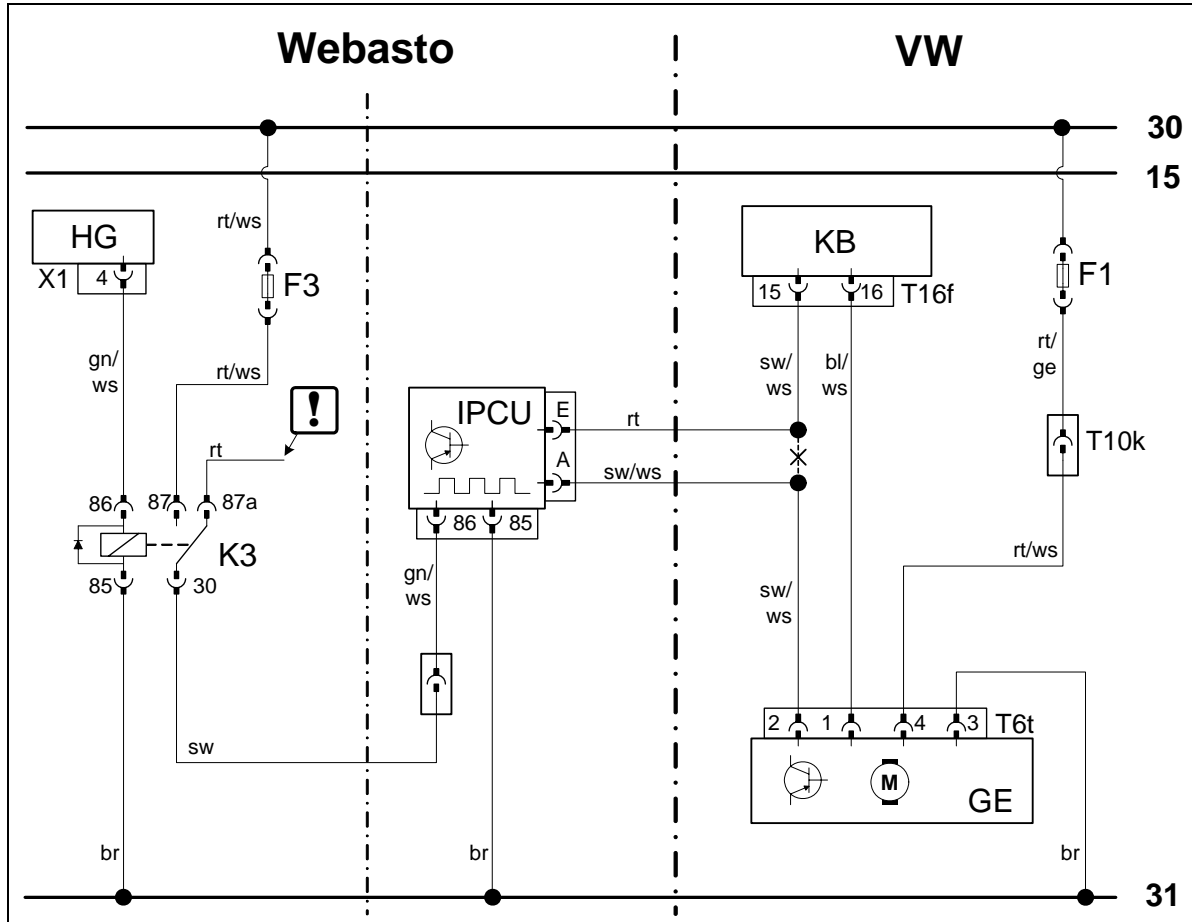 Webasto
VW
30
15
rt/ws
HG
KB
X1
4
F3
15
16
T16f
F1
gn/
ws
rt/ws
sw/
ws
bl/
ws
rt/
ge
!
IPCU
E
rt
T10k
rt
A
sw/ws
86
87
87a
86
85
K3
85
30
gn/
ws
sw/
ws
rt/ws
2
1
4
3
T6t
sw
M
GE
br
br
br
31